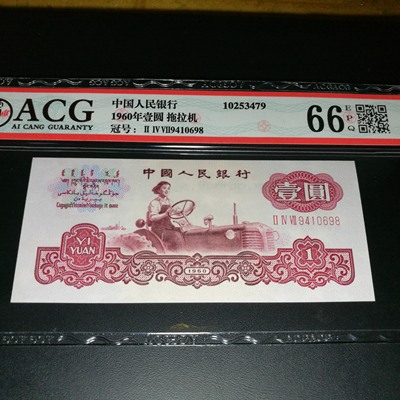 ACG
AI CANG GUARANTY
中国人民银行
1960年壹圆 拖拉机
冠号: II IV VII9410698
10253479
66
EPQ
中國人民银行
壹圆
II IV VII 9410698
YI
YUAN
1960
1